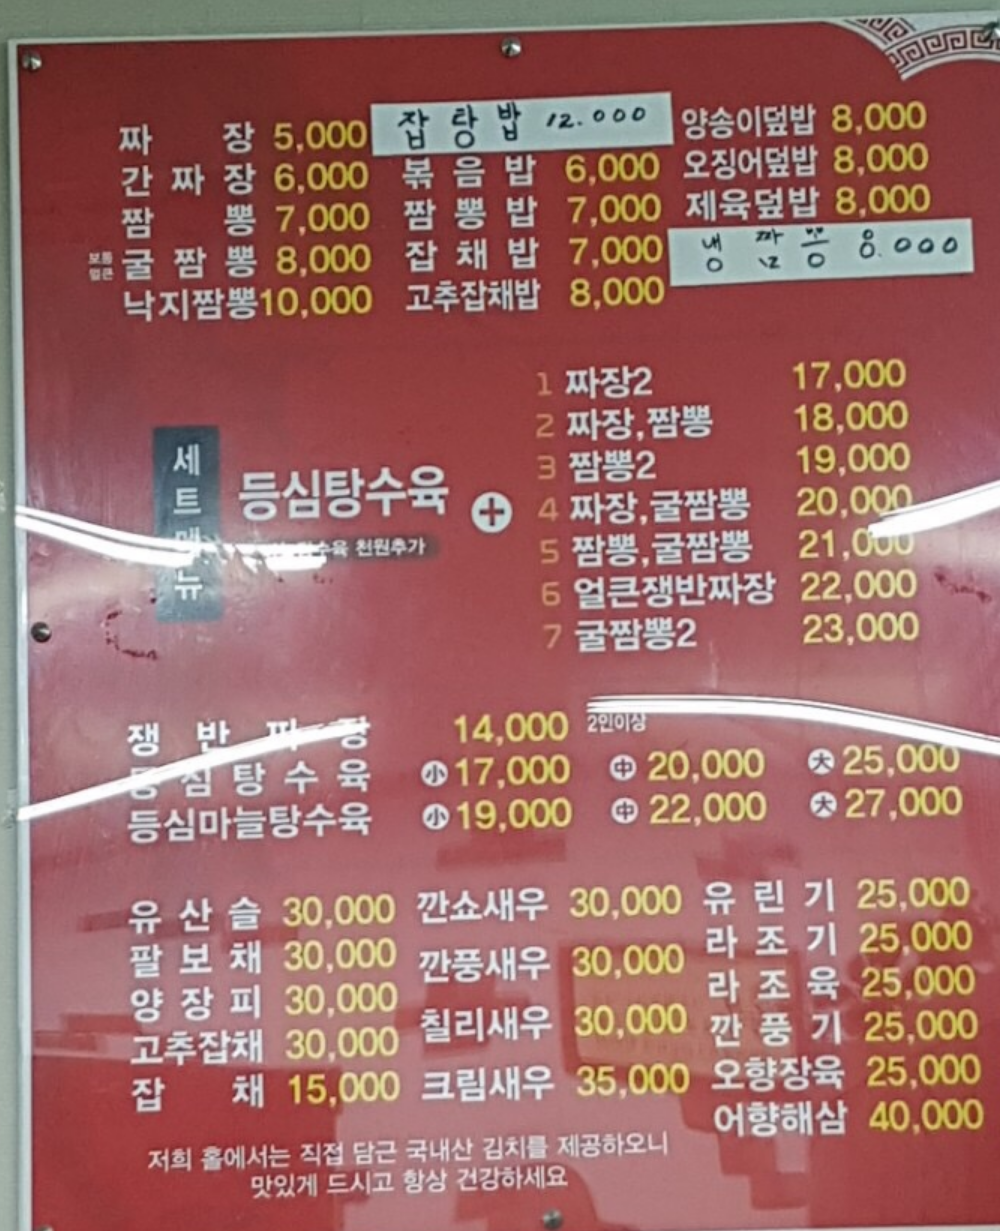 짜장 5,000
간짜장 6,000
짬뽕 7,000
보통 얼큰 굴짬뽕 8,000
낙지짬뽕 10,000
잡탕밥 12.000
볶음밥 6,000
짬뽕밥 7,000
잡채밥 7,000
고추잡채밥 8,000
양송이덮밥 8,000
오징어덮밥 8,000
제육덮밥 8,000
냉짬뽕 8.000
세트메뉴
등심탕수육 +
수육 천원추가
1 짜장2 17,000
2 짜장,짬뽕 18,000
3 짬뽕2 19,000
4 짜장,굴짬뽕 20,000
5 짬뽕,굴짬뽕 21,000
6 얼큰쟁반짜장 22,000
7 굴짬뽕2 23,000
쟁반짜장 14,000 2인이상
등심탕수육 小 17,000 中 20,000 大 25,000
등심마늘탕수육 小 19,000 中 22,000 大 27,000
유산슬 30,000
팔보채 30,000
양장피 30,000
고추잡채 30,000
잡채 15,000
깐쇼새우 30,000
깐풍새우 30,000
칠리새우 30,000
크림새우 35,000
유린기 25,000
라조기 25,000
라조육 25,000
깐풍기 25,000
오향장육 25,000
어향해삼 40,000
저희 홀에서는 직접 담근 국내산 김치를 제공하오니
맛있게 드시고 항상 건강하세요